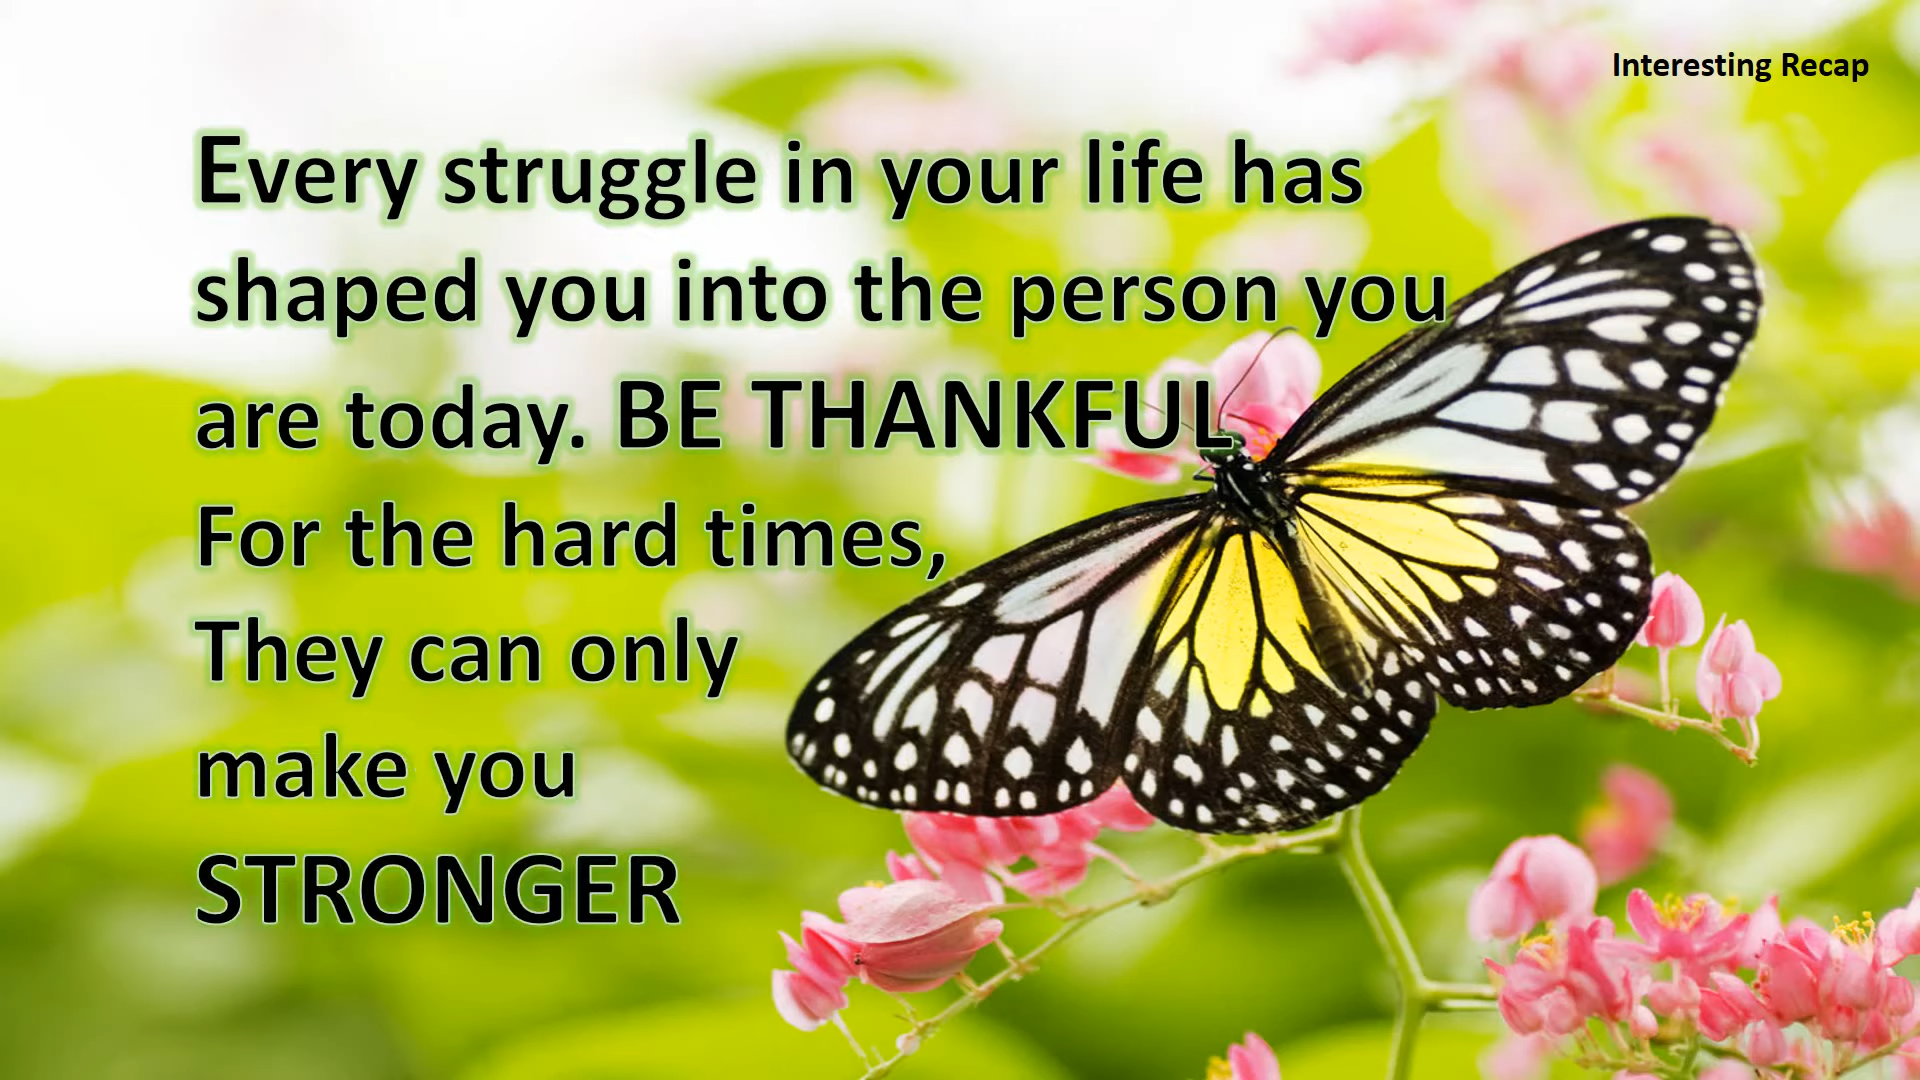 Interesting Recap
Every struggle in your life has
shaped you into the person you
are today. BE THANKFUL
For the hard times,
They can only
make you
STRONGER